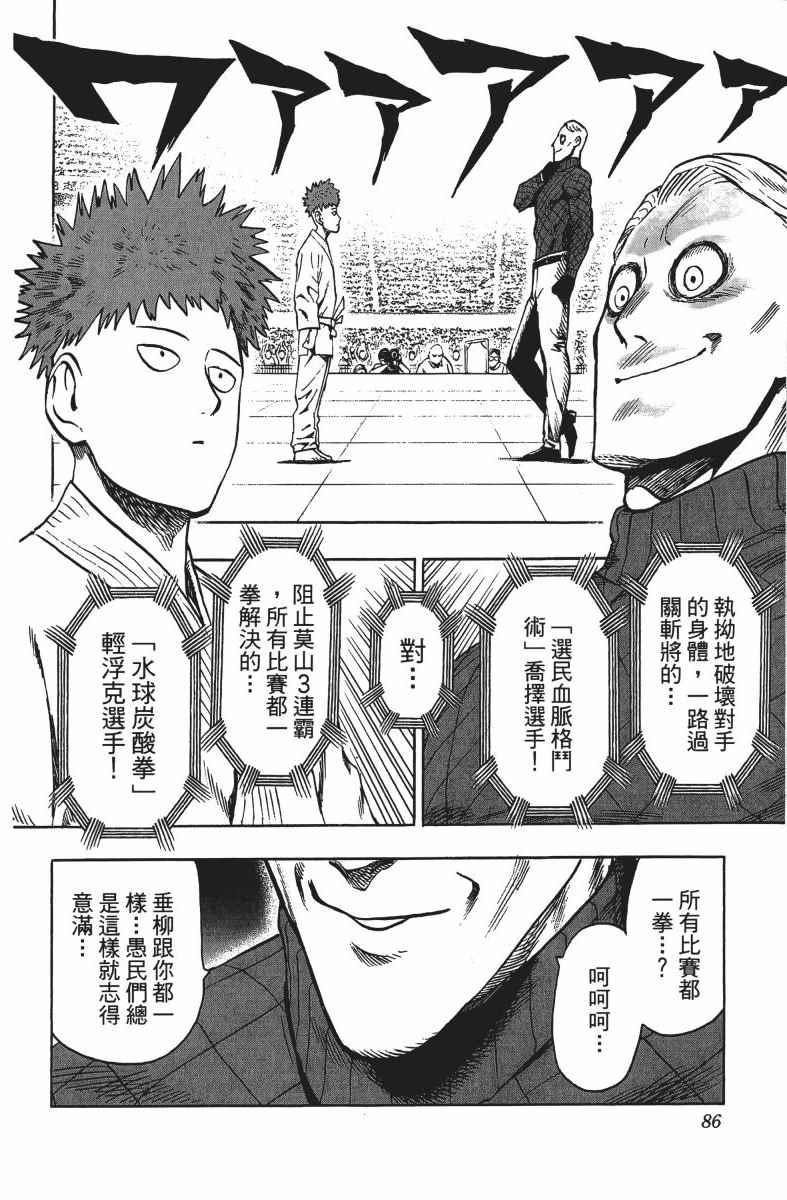 ワアアアアア
執拗地破壞對手
的身體，一路過
關斬將的…
「選民血脈格鬥
術」喬擇選手！
對…
阻止莫山3連霸
，所有比賽都一
拳解決的…
「水球炭酸拳」
輕浮克選手！
所有比賽都
一拳…？
呵呵呵…
垂柳跟你都一
樣…愚民們總
是這樣就志得
意滿…
86